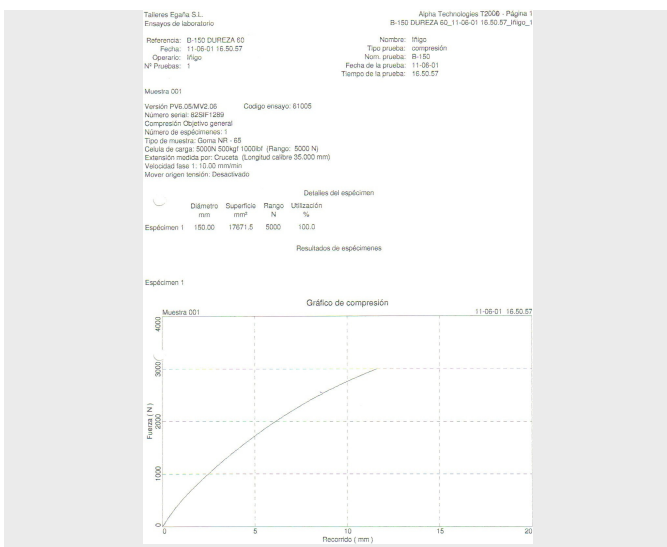 Talleres Egaña S.L. Alpha Technologies T2006 - Página 1
Ensayos de laboratorio B-150 DUREZA 60_11-06-01 16.50.57_Iñigo_1
Referencia: B-150 DUREZA 60 Nombre: Iñigo
Fecha: 11-06-01 16.50.57 Tipo prueba: compresión
Operario: Iñigo Nom. prueba: B-150
Nº Pruebas: 1 Fecha de la prueba: 11-06-01
Tiempo de la prueba: 16.50.57
Muestra 001
Versión PV6.05/MV2.06 Codigo ensayo: 61005
Número serial: 82SIF1289
Compresión Objetivo general
Número de especímenes: 1
Tipo de muestra: Goma NR - 65
Celula de carga: 5000N 500kgf 1000lbf (Rango: 5000 N)
Extensión medida por: Cruceta (Longitud calibre 35.000 mm)
Velocidad fase 1: 10.00 mm/min
Mover origen tensión: Desactivado
Detalles del espécimen
Diámetro Superficie Rango Utilización
mm mm² N %
Espécimen 1 150.00 17671.5 5000 100.0
Resultados de especímenes
Espécimen 1
Gráfico de compresión
Muestra 001 11-06-01 16.50.57
4000
3000
2000
1000
0
Fuerza ( N )
0 5 10 15 20
Recorrido ( mm )